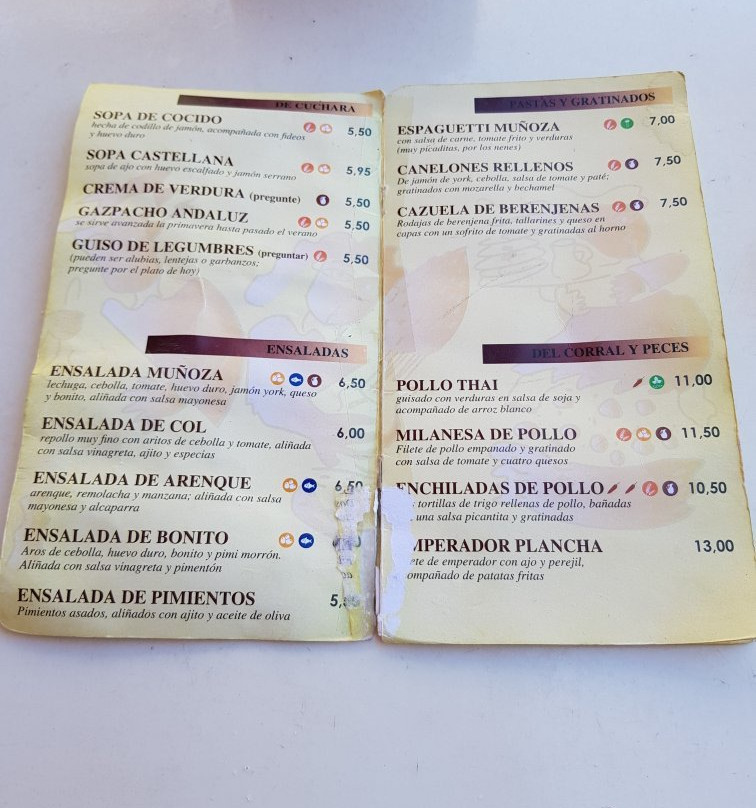 DE CUCHARA
SOPA DE COCIDO 5,50
hecha de codillo de jamón, acompañada con fideos
y huevo duro
SOPA CASTELLANA 5,95
sopa de ajo con huevo escalfado y jamón serrano
CREMA DE VERDURA (pregunte) 5,50
GAZPACHO ANDALUZ 5,50
se sirve avanzada la primavera hasta pasado el verano
GUISO DE LEGUMBRES (preguntar) 5,50
(pueden ser alubias, lentejas o garbanzos;
pregunte por el plato de hoy)
ENSALADAS
ENSALADA MUÑOZA 6,50
lechuga, cebolla, tomate, huevo duro, jamón york, queso
y bonito, aliñada con salsa mayonesa
ENSALADA DE COL 6,00
repollo muy fino con aritos de cebolla y tomate, aliñada
con salsa vinagreta, ajito y especias
ENSALADA DE ARENQUE 6,50
arenque, remolacha y manzana; aliñada con salsa
mayonesa y alcaparra
ENSALADA DE BONITO
Aros de cebolla, huevo duro, bonito y pimi morrón.
Aliñada con salsa vinagreta y pimentón
ENSALADA DE PIMIENTOS
Pimientos asados, aliñados con ajito y aceite de oliva
PASTAS Y GRATINADOS
ESPAGUETTI MUÑOZA 7,00
con salsa de carne, tomate frito y verduras
(muy picaditas, por los nenes)
CANELONES RELLENOS 7,50
De jamón de york, cebolla, salsa de tomate y paté;
gratinados con mozarella y bechamel
CAZUELA DE BERENJENAS 7,50
Rodajas de berenjena frita, tallarines y queso en
capas con un sofrito de tomate y gratinadas al horno
DEL CORRAL Y PECES
POLLO THAI 11,00
guisado con verduras en salsa de soja y
acompañado de arroz blanco
MILANESA DE POLLO 11,50
Filete de pollo empanado y gratinado
con salsa de tomate y cuatro quesos
ENCHILADAS DE POLLO 10,50
tortillas de trigo rellenas de pollo, bañadas
una salsa picantita y gratinadas
MPERADOR PLANCHA 13,00
ete de emperador con ajo y perejil,
ompañado de patatas fritas